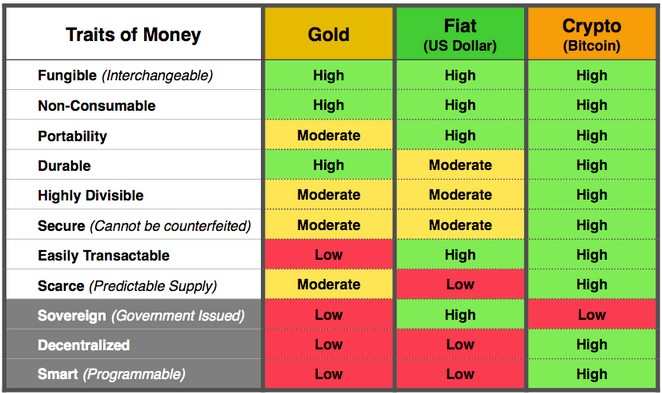 Traits of Money Gold Fiat (US Dollar) Crypto (Bitcoin)
Fungible (Interchangeable) High High High
Non-Consumable High High High
Portability Moderate High High
Durable High Moderate High
Highly Divisible Moderate Moderate High
Secure (Cannot be counterfeited) Moderate Moderate High
Easily Transactable Low High High
Scarce (Predictable Supply) Moderate Low High
Sovereign (Government Issued) Low High Low
Decentralized Low Low High
Smart (Programmable) Low Low High